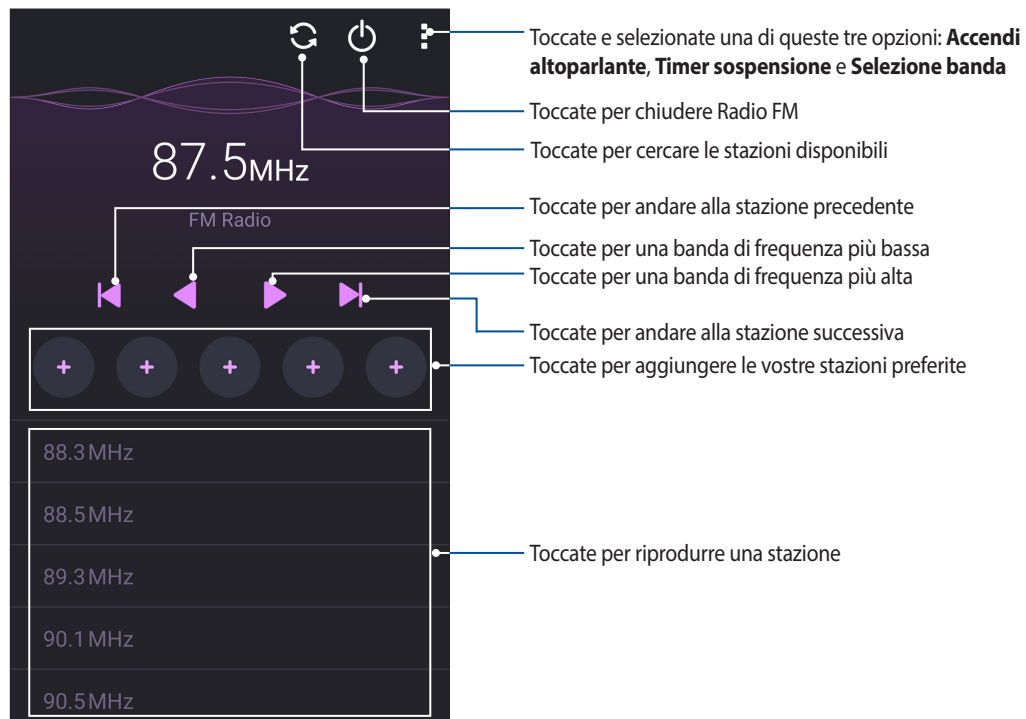 Toccate e selezionate una di queste tre opzioni: Accendi
altoparlante, Timer sospensione e Selezione banda
Toccate per chiudere Radio FM
Toccate per cercare le stazioni disponibili
87.5MHz
FM Radio
Toccate per andare alla stazione precedente
Toccate per una banda di frequenza più bassa
Toccate per una banda di frequenza più alta
Toccate per andare alla stazione successiva
Toccate per aggiungere le vostre stazioni preferite
+ + + + +
88.3MHz
88.5MHz
89.3MHz
Toccate per riprodurre una stazione
90.1MHz
90.5MHz